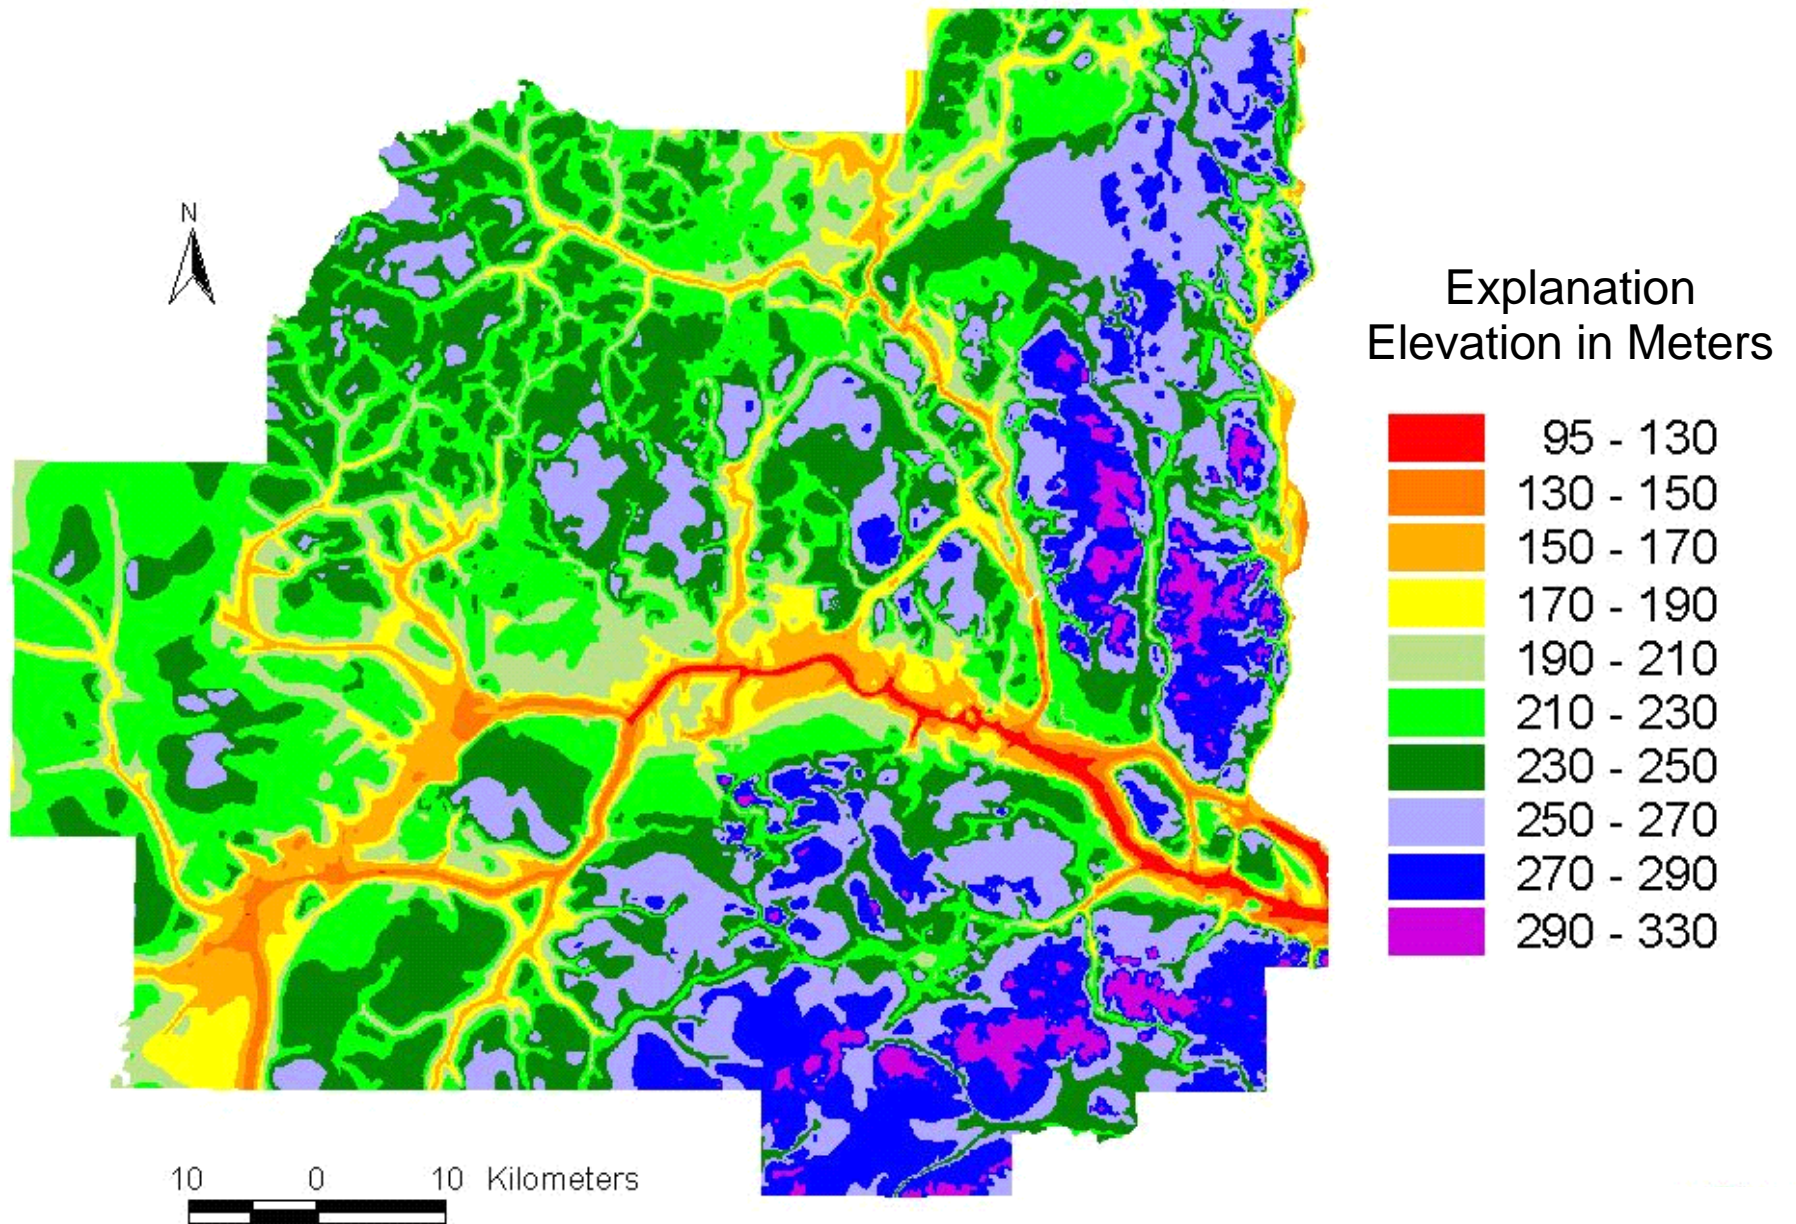 N
Explanation
Elevation in Meters
95 - 130
130 - 150
150 - 170
170 - 190
190 - 210
210 - 230
230 - 250
250 - 270
270 - 290
290 - 330
10 0 10 Kilometers